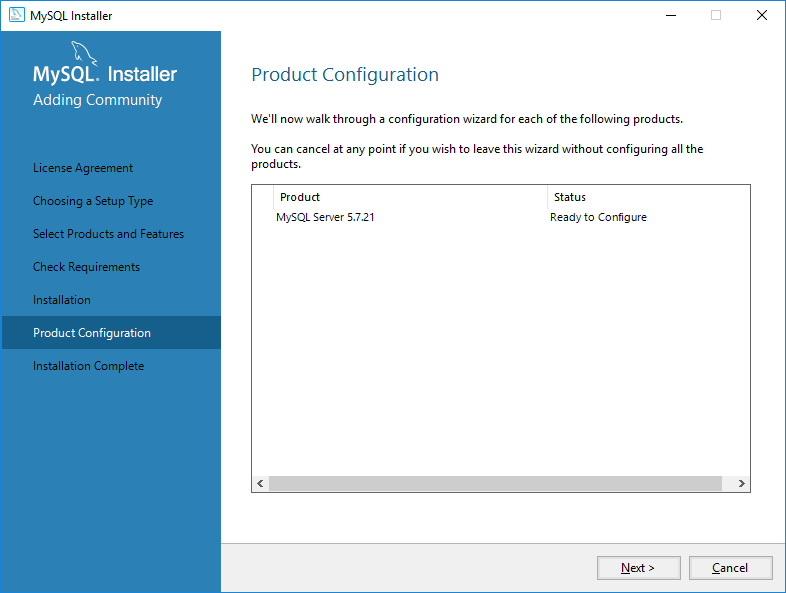 MySQL Installer
MySQL. Installer
Adding Community
License Agreement
Choosing a Setup Type
Select Products and Features
Check Requirements
Installation
Product Configuration
Installation Complete
Product Configuration
We'll now walk through a configuration wizard for each of the following products.
You can cancel at any point if you wish to leave this wizard without configuring all the
products.
Product Status
MySQL Server 5.7.21 Ready to Configure
Next > Cancel